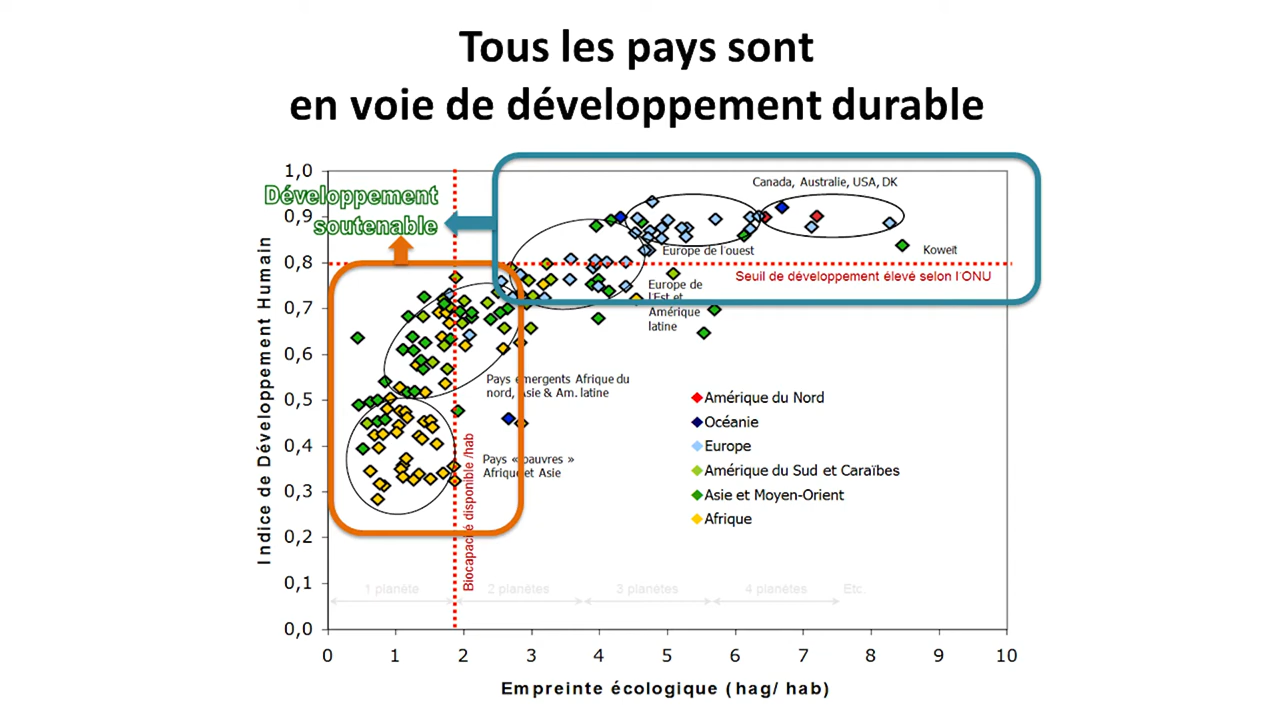 Tous les pays sont
en voie de développement durable
1,0
0,9
0,8
0,7
0,6
0,5
0,4
0,3
0,2
0,1
0,0
Indice de Développement Humain
Développement
soutenable
Canada, Australie, USA, DK
Europe de l'ouest
Koweit
Seuil de développement élevé selon l'ONU
Europe de
l'Est et
Amérique
latine
Pays émergents Afrique du
nord, Asie & Am. latine
Pays « pauvres »
Afrique et Asie
Biocapacité disponible /hab
Amérique du Nord
Océanie
Europe
Amérique du Sud et Caraïbes
Asie et Moyen-Orient
Afrique
1 planète
2 planètes
3 planètes
4 planètes
Etc.
0
1
2
3
4
5
6
7
8
9
10
Empreinte écologique (hag/ hab)